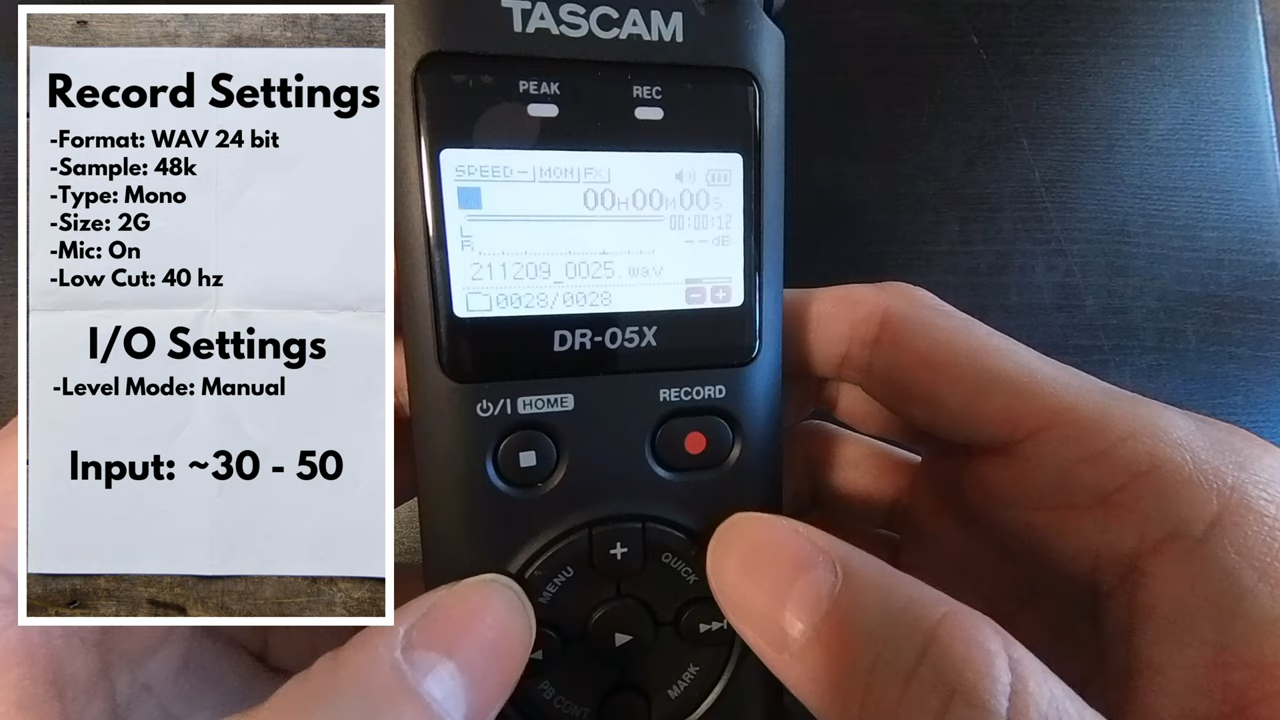 Record Settings
-Format: WAV 24 bit
-Sample: 48k
-Type: Mono
-Size: 2G
-Mic: On
-Low Cut: 40 hz
I/O Settings
-Level Mode: Manual
Input: ~30 - 50
TASCAM
PEAK REC
SPEED- MON FX
00H00M00S
00:00:12
L
R --dB
211209_0025.wav
0028/0028
- +
DR-05X
⏻/I HOME RECORD
+
MENU QUICK
PB CONT MARK